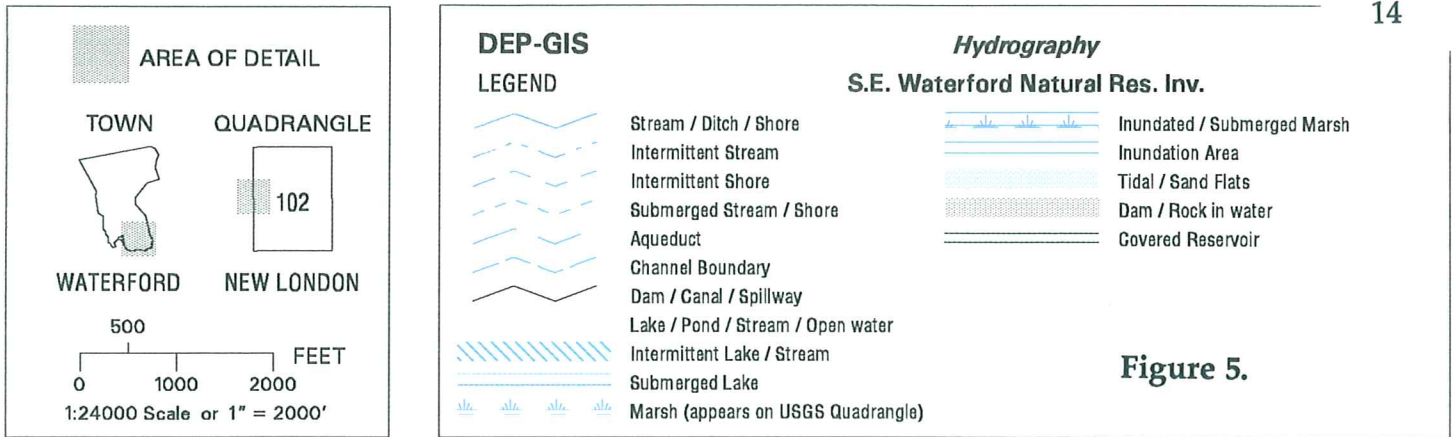 AREA OF DETAIL
TOWN QUADRANGLE
102
WATERFORD NEW LONDON
500
FEET
0 1000 2000
1:24000 Scale or 1" = 2000'
14
DEP-GIS
LEGEND
Hydrography
S.E. Waterford Natural Res. Inv.
Stream / Ditch / Shore
Intermittent Stream
Intermittent Shore
Submerged Stream / Shore
Aqueduct
Channel Boundary
Dam / Canal / Spillway
Lake / Pond / Stream / Open water
Intermittent Lake / Stream
Submerged Lake
Marsh (appears on USGS Quadrangle)
Inundated / Submerged Marsh
Inundation Area
Tidal / Sand Flats
Dam / Rock in water
Covered Reservoir
Figure 5.